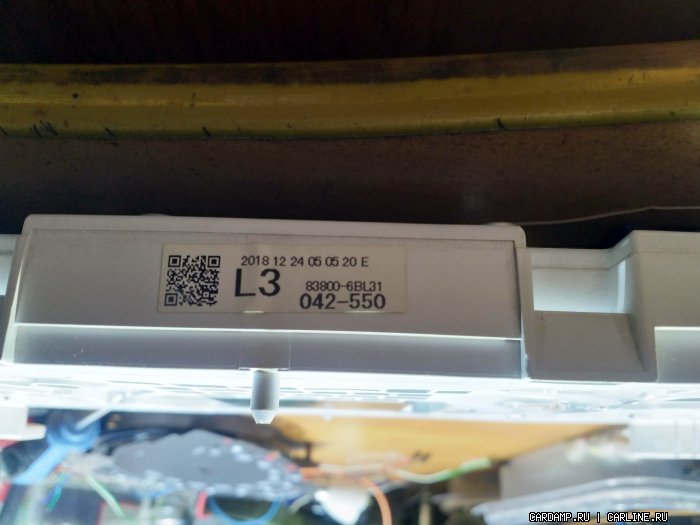 2018 12 24 05 05 20 E
L3 83800-6BL31
042-550
CARDAMP.RU | CARLINE.RU